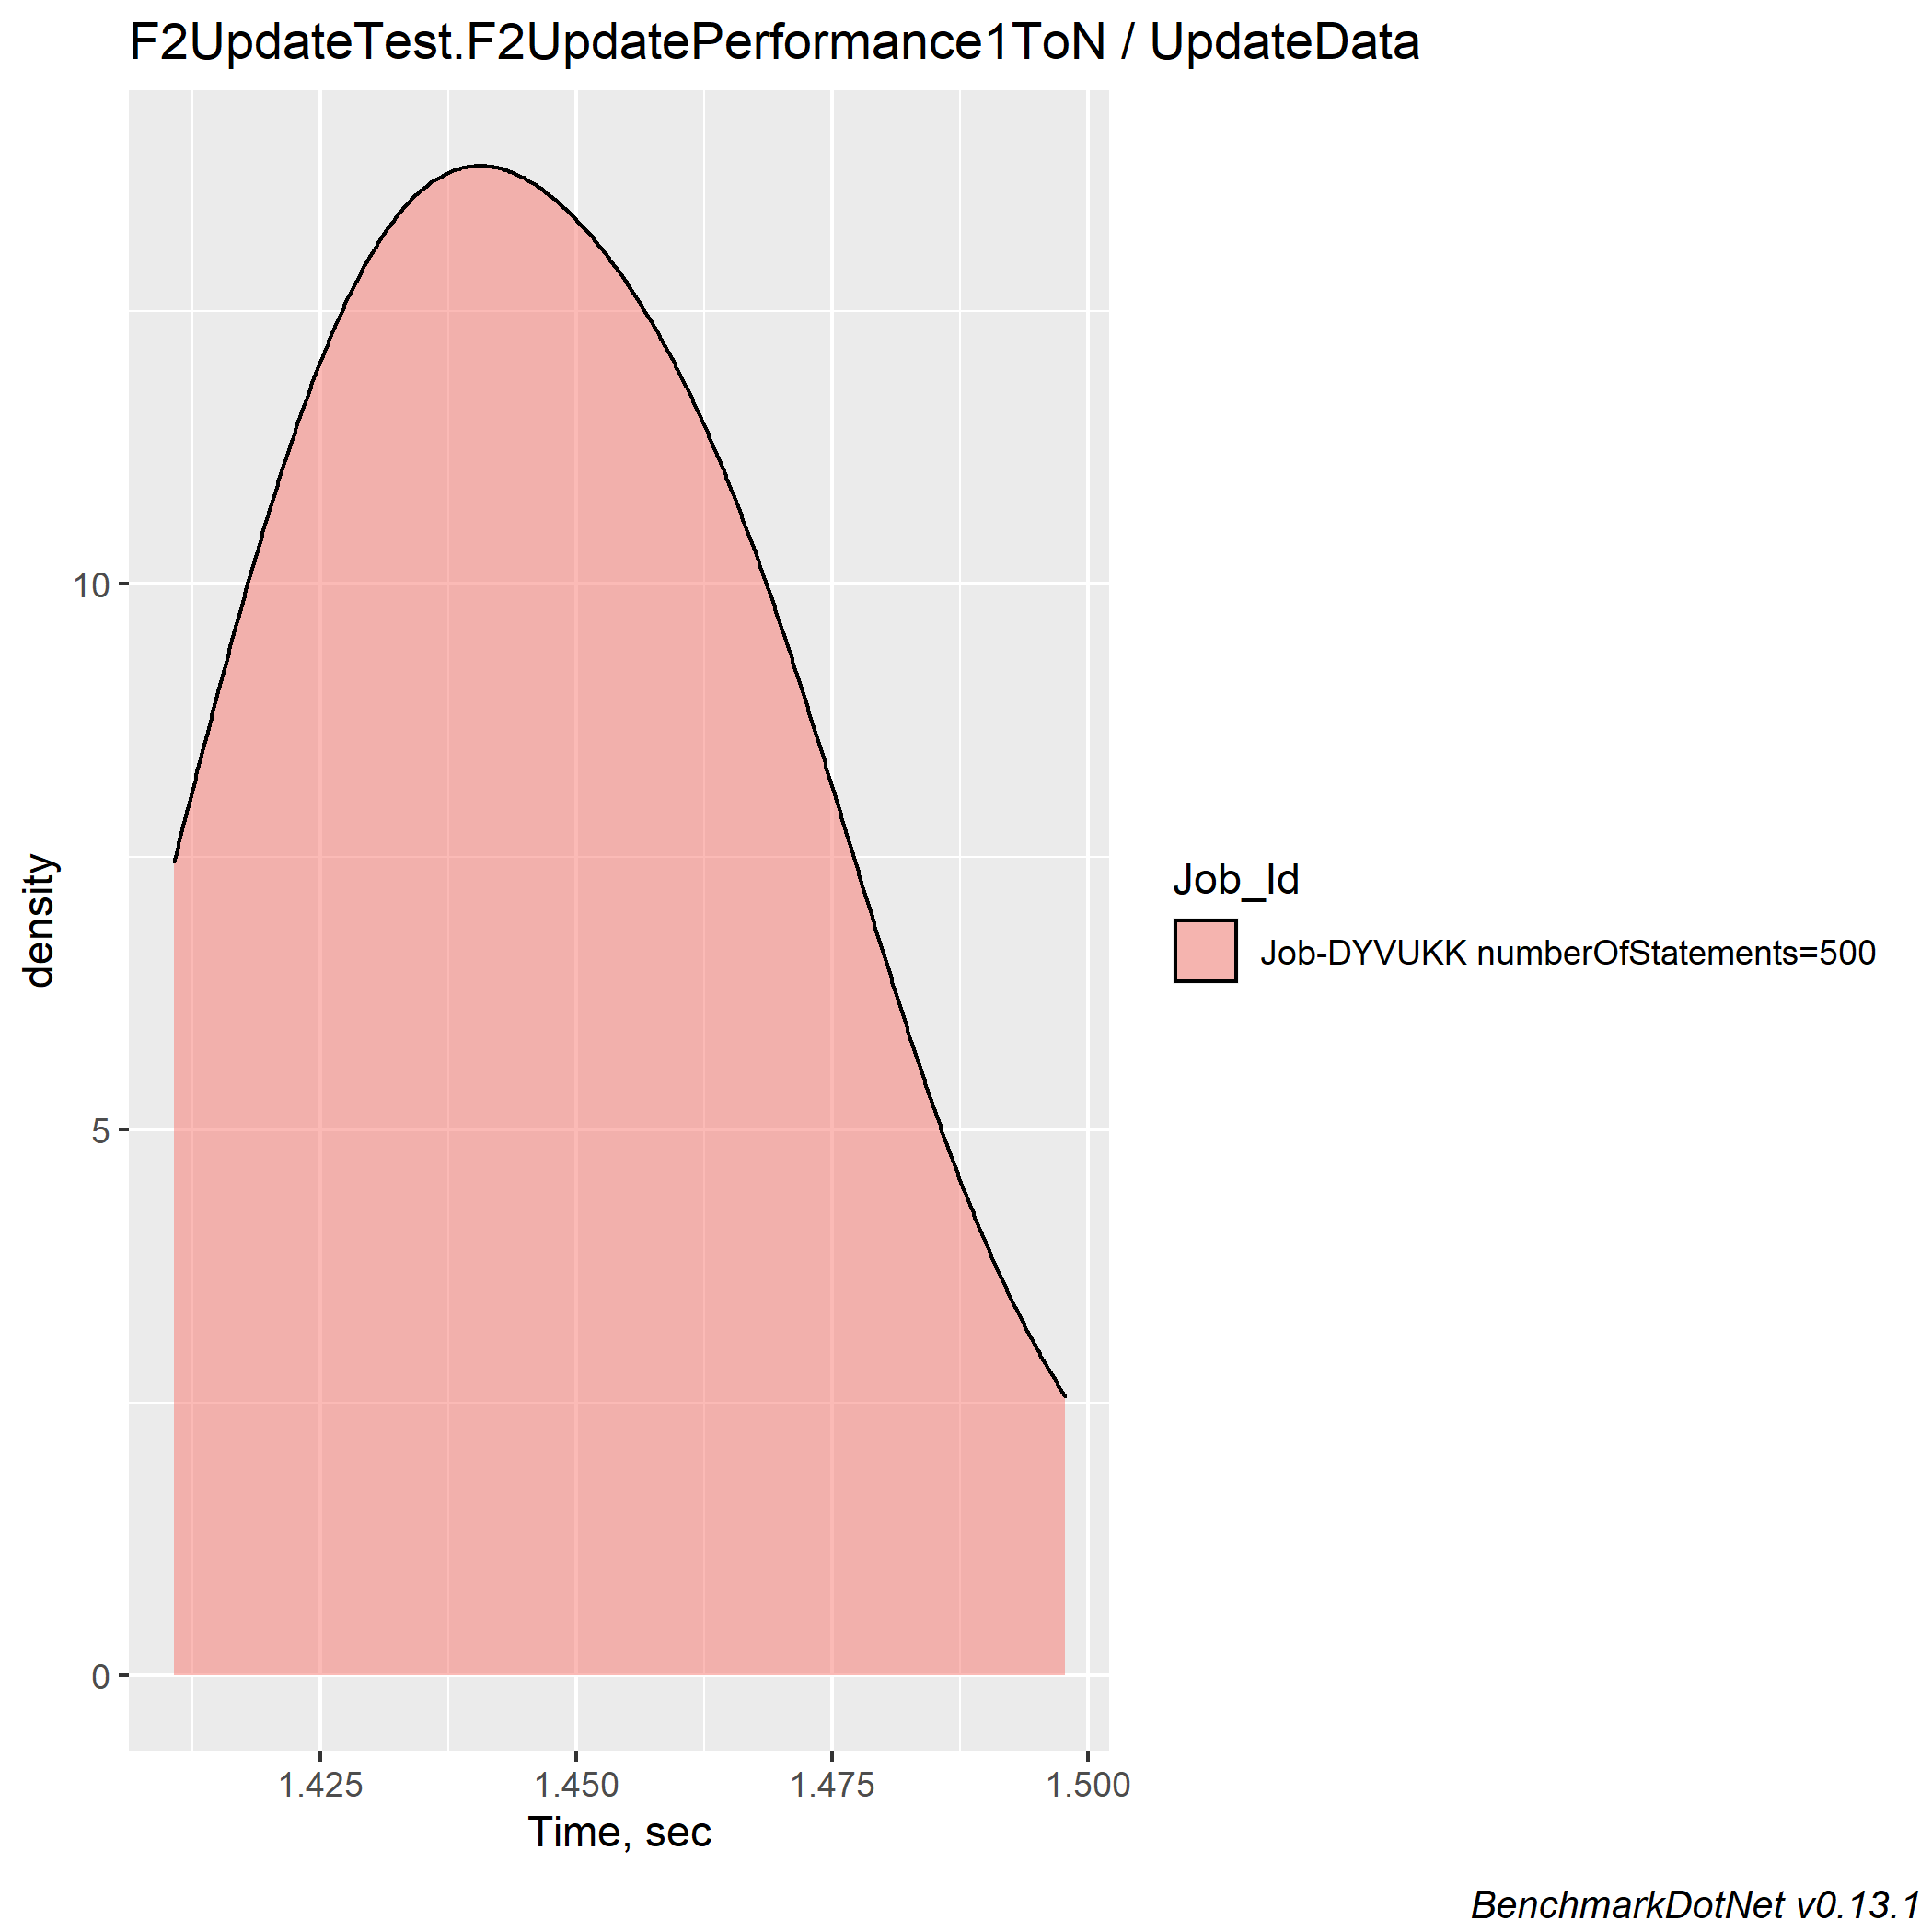 F2UpdateTest.F2UpdatePerformance1ToN / UpdateData
density
10
5
0
1.425 1.450 1.475 1.500
Time, sec
Job_Id
Job-DYVUKK numberOfStatements=500
BenchmarkDotNet v0.13.1